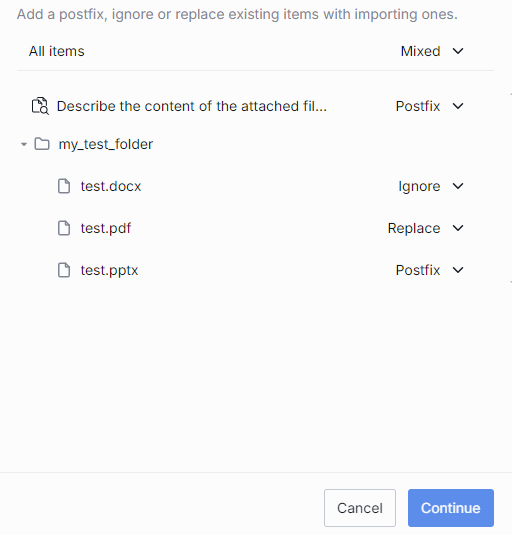 Add a postfix, ignore or replace existing items with importing ones.
All items Mixed
Describe the content of the attached fil... Postfix
my_test_folder
test.docx Ignore
test.pdf Replace
test.pptx Postfix
Cancel Continue